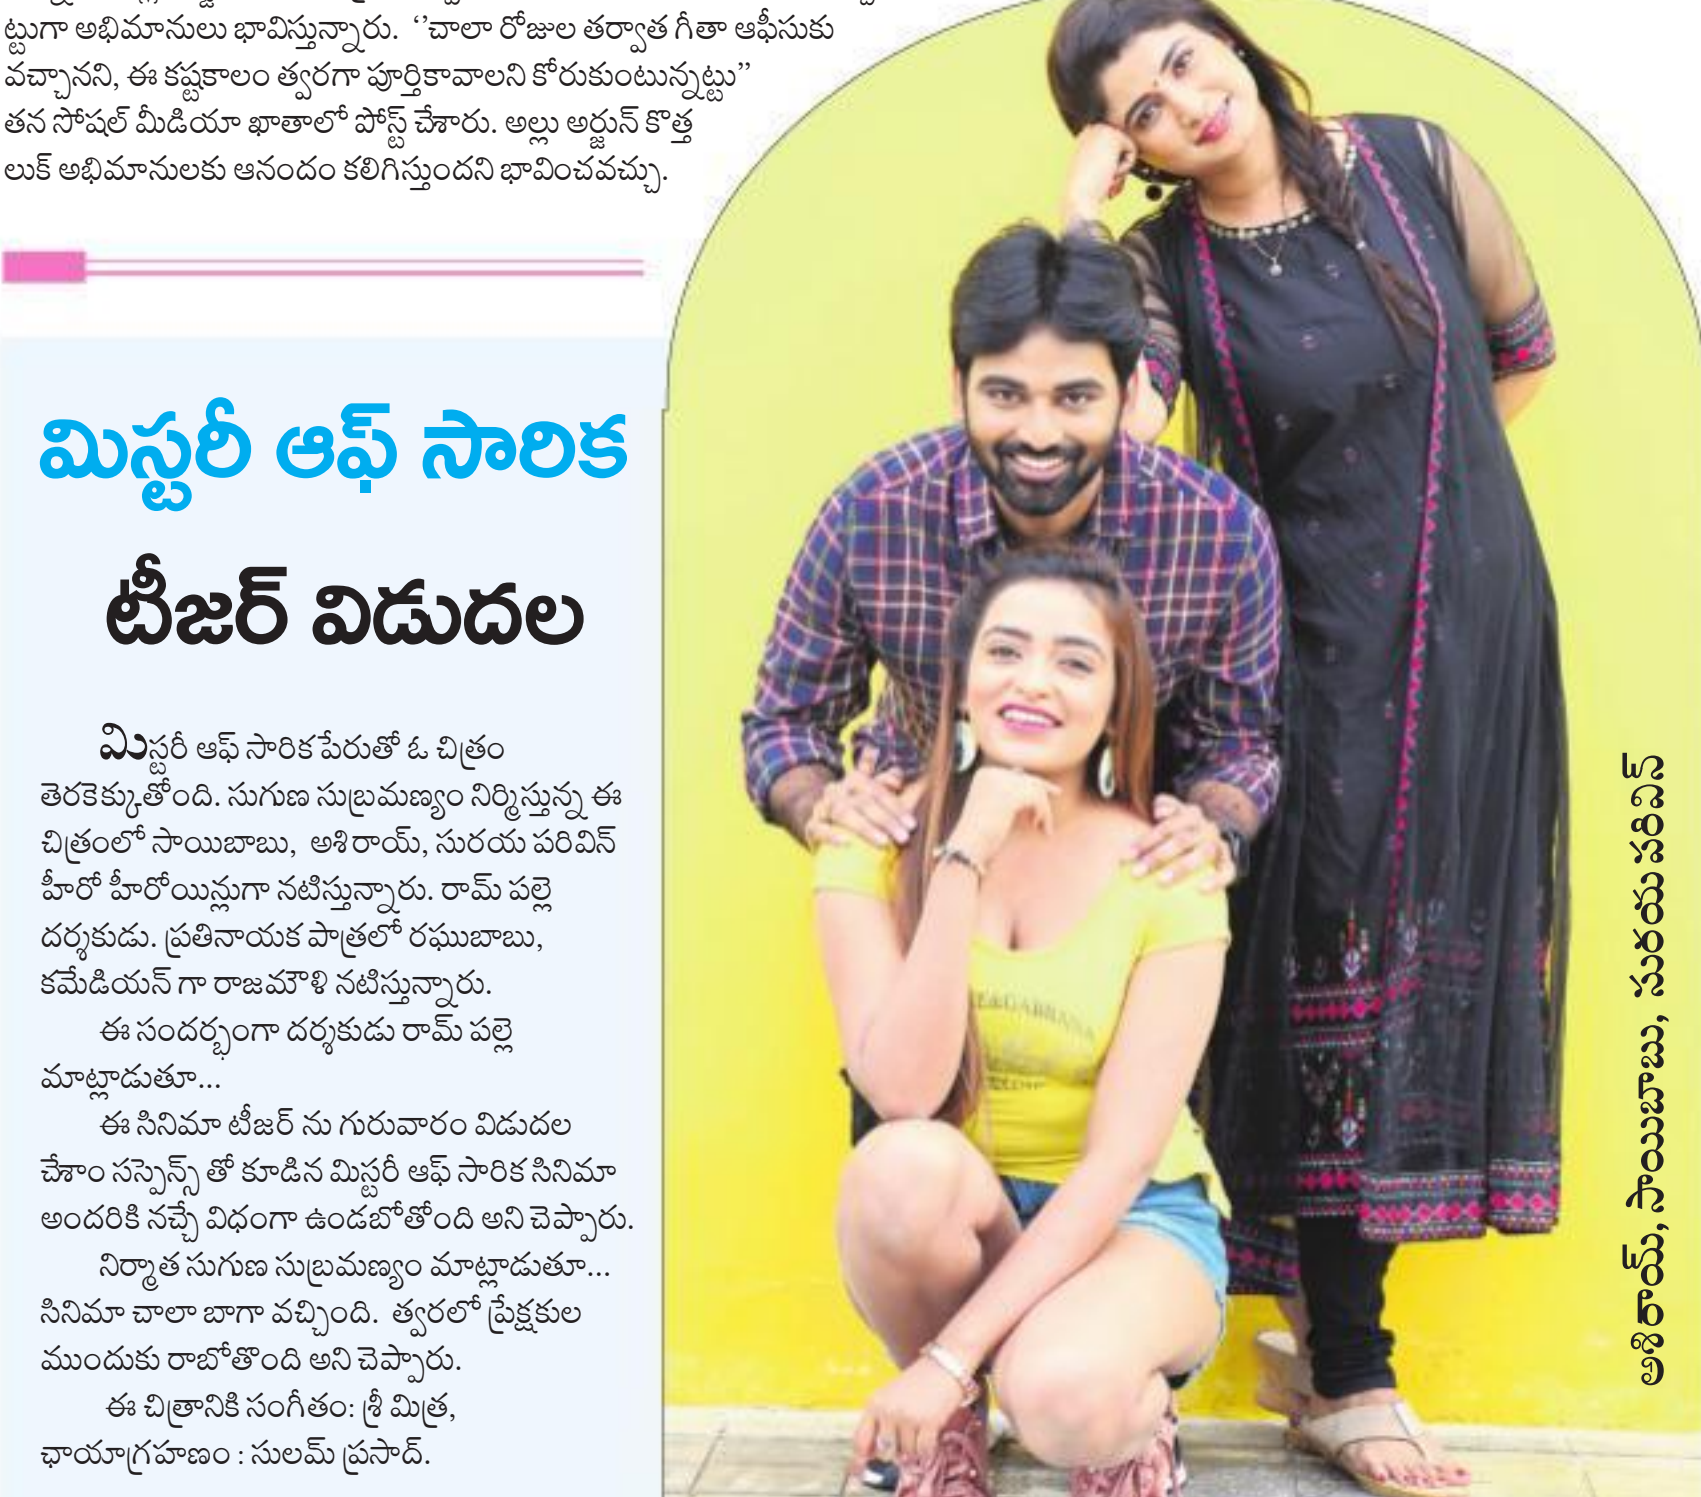 ట్టుగా అభిమానులు భావిస్తున్నారు. ‘‘చాలా రోజుల తర్వాత గీతా ఆఫీసుకు
వచ్చానని, ఈ కష్టకాలం త్వరగా పూర్తికావాలని కోరుకుంటున్నట్టు’’
తన సోషల్ మీడియా ఖాతాలో పోస్ట్ చేశారు. అల్లు అర్జున్ కొత్త
లుక్ అభిమానులకు ఆనందం కలిగిస్తుందని భావించవచ్చు.
మిస్టరీ ఆఫ్ సారిక
టీజర్ విడుదల
మిస్టరీ ఆఫ్ సారిక పేరుతో ఓ చిత్రం
తెరకెక్కుతోంది. సుగుణ సుబ్రమణ్యం నిర్మిస్తున్న ఈ
చిత్రంలో సాయిబాబు, అశిరాయ్, సురయ పరివిన్
హీరో హీరోయిన్లుగా నటిస్తున్నారు. రామ్ పల్లె
దర్శకుడు. ప్రతినాయక పాత్రలో రఘుబాబు,
కమేడియన్ గా రాజమౌళి నటిస్తున్నారు.
ఈ సందర్భంగా దర్శకుడు రామ్ పల్లె
మాట్లాడుతూ...
ఈ సినిమా టీజర్ ను గురువారం విడుదల
చేశాం సస్పెన్స్ తో కూడిన మిస్టరీ ఆఫ్ సారిక సినిమా
అందరికి నచ్చే విధంగా ఉండబోతోంది అని చెప్పారు.
నిర్మాత సుగుణ సుబ్రమణ్యం మాట్లాడుతూ...
సినిమా చాలా బాగా వచ్చింది. త్వరలో ప్రేక్షకుల
ముందుకు రాబోతొంది అని చెప్పారు.
ఈ చిత్రానికి సంగీతం: శ్రీ మిత్ర,
ఛాయాగ్రహణం : సులమ్ ప్రసాద్.
అశిరాయ్, సాయిబాబు, సురయ పరివిన్